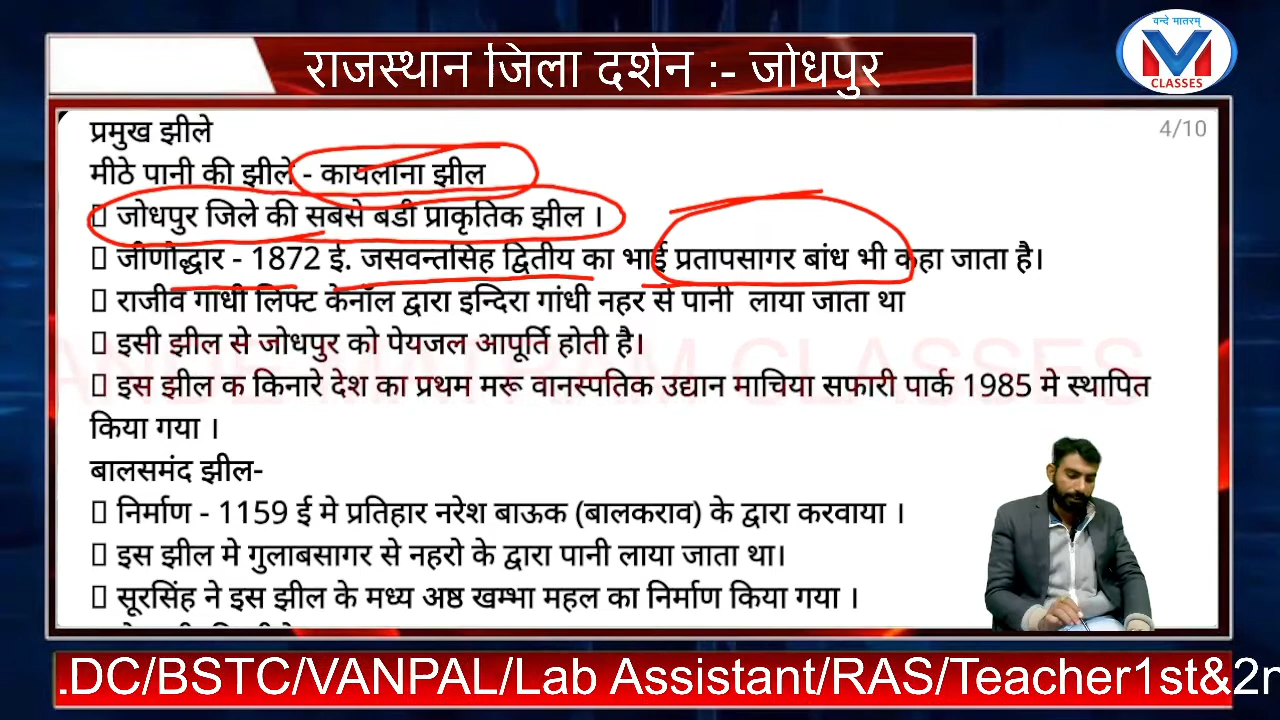 वन्दे मातरम्
M
CLASSES
राजस्थान जिला दर्शन :- जोधपुर
4/10
प्रमुख झीले
मीठे पानी की झीले - कायलाना झील
जोधपुर जिले की सबसे बडी प्राकृतिक झील ।
जीणोद्धार - 1872 ई. जसवन्तसिह द्वितीय का भाई प्रतापसागर बांध भी कहा जाता है।
राजीव गाधी लिफ्ट केनॉल द्वारा इन्दिरा गांधी नहर से पानी लाया जाता था
इसी झील से जोधपुर को पेयजल आपूर्ति होती है।
इस झील क किनारे देश का प्रथम मरू वानस्पतिक उद्यान माचिया सफारी पार्क 1985 मे स्थापित
किया गया ।
बालसमंद झील-
निर्माण - 1159 ई मे प्रतिहार नरेश बाऊक (बालकराव) के द्वारा करवाया ।
इस झील मे गुलाबसागर से नहरो के द्वारा पानी लाया जाता था।
सूरसिंह ने इस झील के मध्य अष्ठ खम्भा महल का निर्माण किया गया ।
.DC/BSTC/VANPAL/Lab Assistant/RAS/Teacher1st&2n